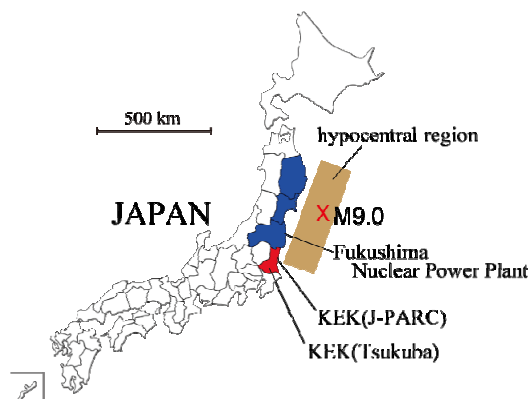 500 km
hypocentral region
JAPAN
X M9.0
Fukushima
Nuclear Power Plant
KEK(J-PARC)
KEK(Tsukuba)